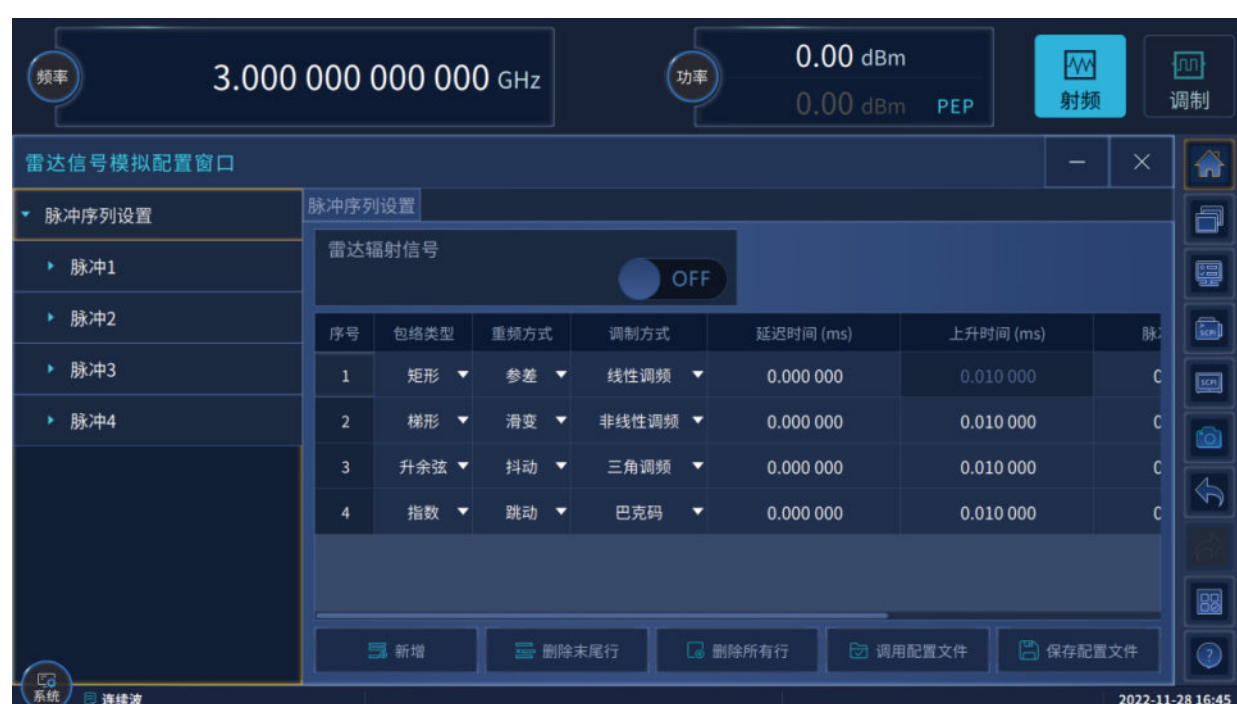 频率
3.000 000 000 000 GHz
功率
0.00 dBm
0.00 dBm PEP
射频
调制
雷达信号模拟配置窗口
脉冲序列设置
脉冲1
脉冲2
脉冲3
脉冲4
脉冲序列设置
雷达辐射信号
OFF
序号 包络类型 重频方式 调制方式 延迟时间 (ms) 上升时间 (ms)
1 矩形 参差 线性调频 0.000 000 0.010 000
2 梯形 滑变 非线性调频 0.000 000 0.010 000
3 升余弦 抖动 三角调频 0.000 000 0.010 000
4 指数 跳动 巴克码 0.000 000 0.010 000
新增 删除末尾行 删除所有行 调用配置文件 保存配置文件
SCPI
SCPI
系统
连续波
2022-11-28 16:45